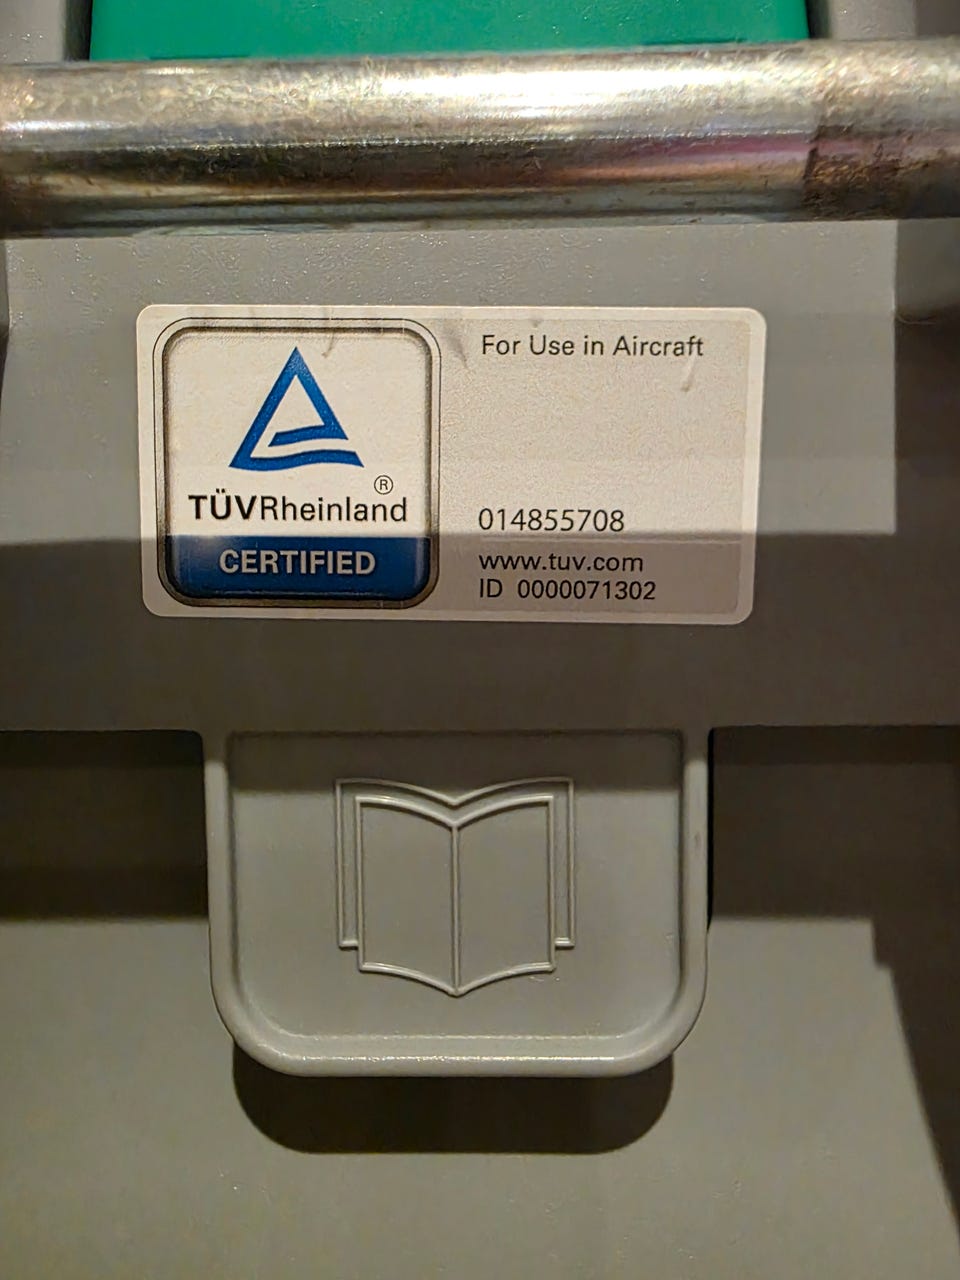 For Use in Aircraft
®
TÜVRheinland
CERTIFIED
014855708
www.tuv.com
ID 0000071302